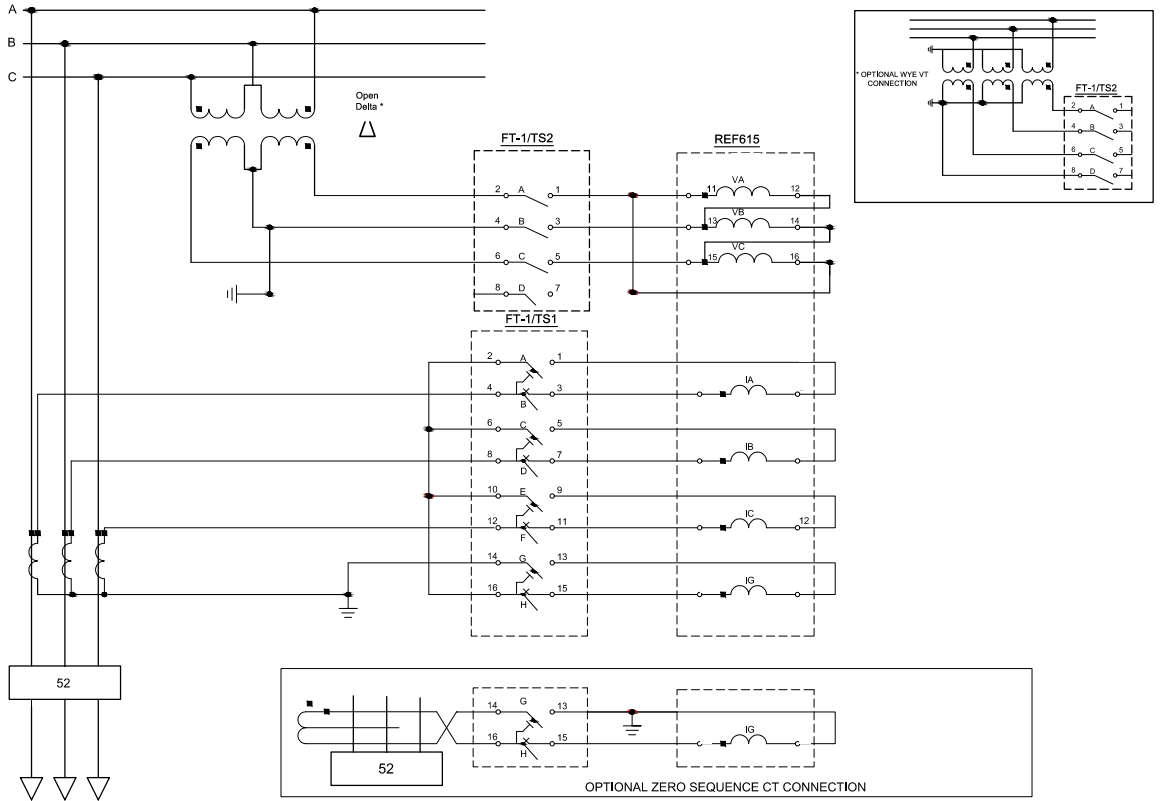 A
B
C
Open
Delta *
* OPTIONAL WYE VT
CONNECTION
FT-1/TS2
2 A 1
4 B 3
6 C 5
8 D 7
FT-1/TS2
2 A 1
4 B 3
6 C 5
8 D 7
REF615
11 VA 12
13 VB 14
15 VC 16
FT-1/TS1
2 A 1
4 B 3
6 C 5
8 D 7
10 E 9
12 F 11
14 G 13
16 H 15
IA
IB
IC 12
IG
52
14 G 13
16 H 15
IG
52
OPTIONAL ZERO SEQUENCE CT CONNECTION